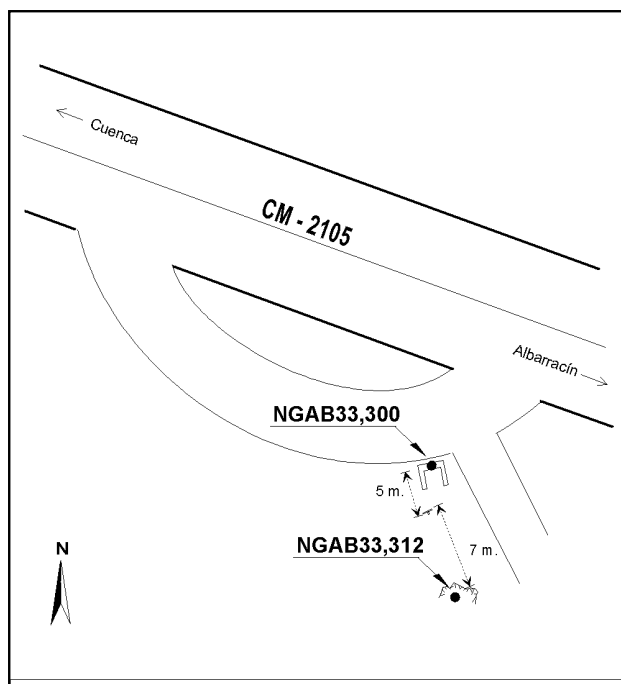 Cuenca
CM - 2105
Albarracín
NGAB33,300
5 m.
NGAB33,312
7 m.
N